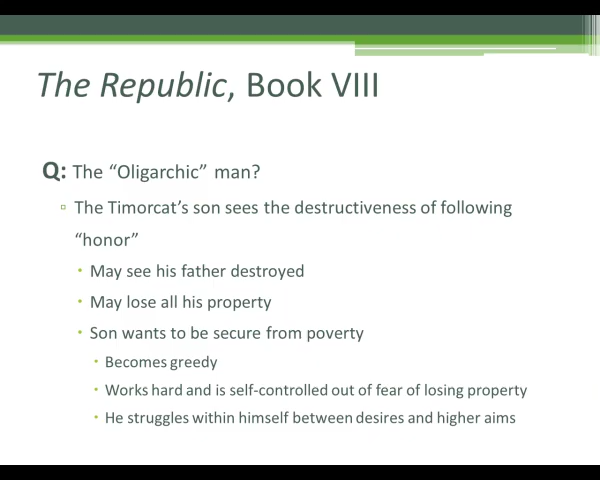 The Republic, Book VIII
Q: The “Oligarchic” man?
▫ The Timorcat’s son sees the destructiveness of following
“honor”
• May see his father destroyed
• May lose all his property
• Son wants to be secure from poverty
• Becomes greedy
• Works hard and is self-controlled out of fear of losing property
• He struggles within himself between desires and higher aims